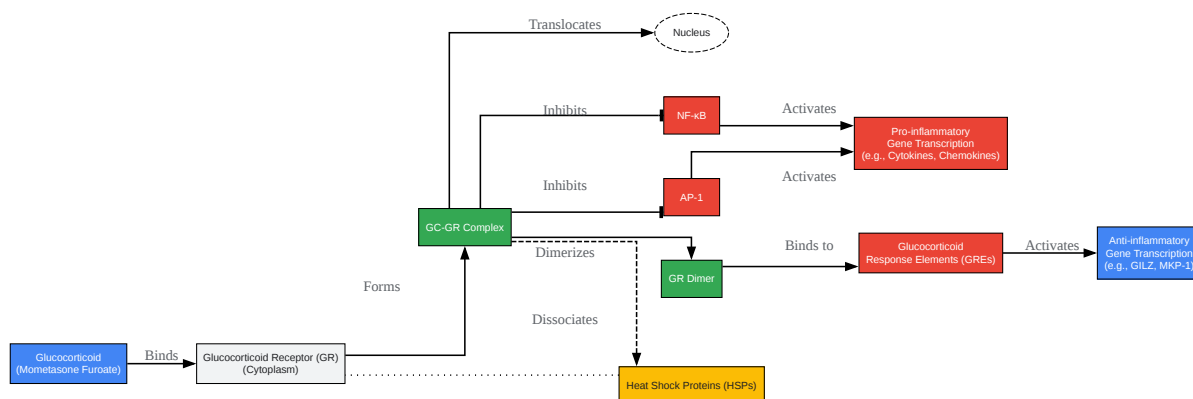 Translocates
Nucleus
Inhibits
NF-κB
Activates
Pro-inflammatory
Gene Transcription
(e.g., Cytokines, Chemokines)
Inhibits
AP-1
Activates
GC-GR Complex
Dimerizes
GR Dimer
Binds to
Glucocorticoid
Response Elements (GREs)
Activates
Anti-inflammatory
Gene Transcription
(e.g., GILZ, MKP-1)
Forms
Dissociates
Glucocorticoid
(Mometasone Furoate)
Binds
Glucocorticoid Receptor (GR)
(Cytoplasm)
Heat Shock Proteins (HSPs)